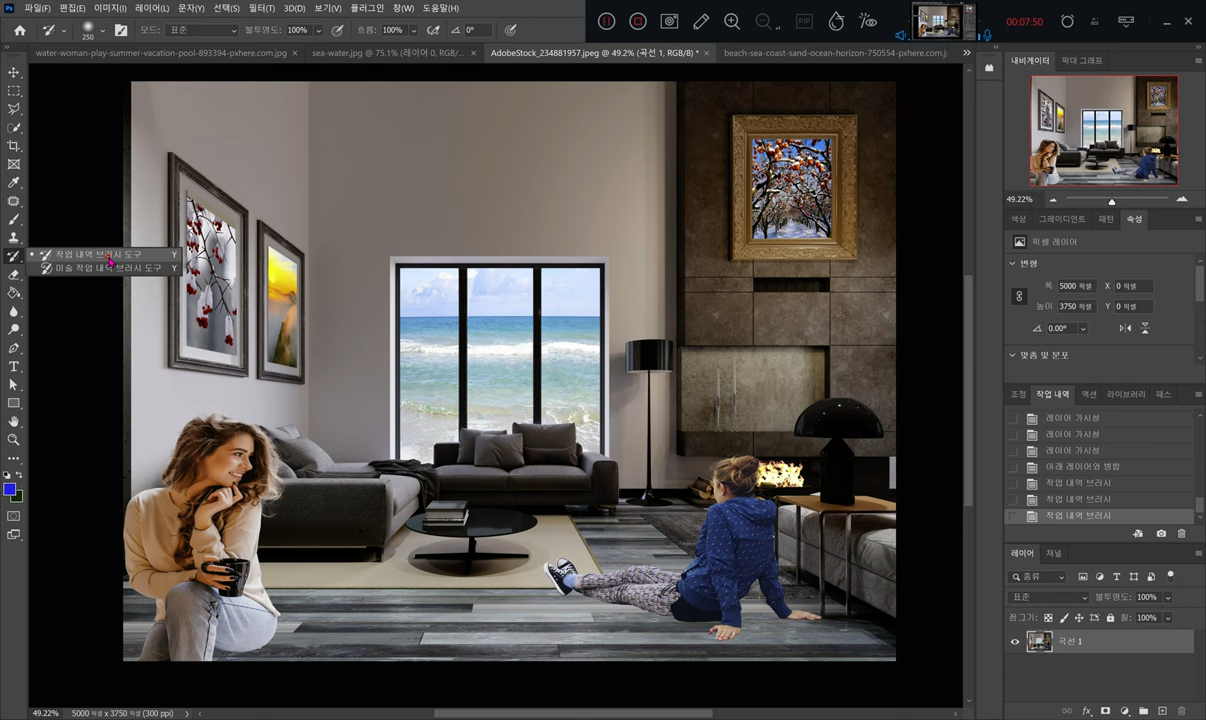 파일(F) 편집(E) 이미지(I) 레이어(L) 문자(Y) 선택(S) 필터(T) 3D(D) 보기(V) 플러그인 창(W) 도움말(H)
250 모드: 표준 불투명도: 100% 흐름: 100% 0°
PIP 00:07:50
water-woman-play-summer-vacation-pool-893394-pxhere.com.jpg × sea-water.jpg @ 75.1% (레이어 0, RGB/8) * × AdobeStock_234881957.jpeg @ 49.2% (곡선 1, RGB/8) * × beach-sea-coast-sand-ocean-horizon-750554-pxhere.com.j
작업 내역 브러시 도구 Y
미술 작업 내역 브러시 도구 Y
내비게이터 막대 그래프
49.22%
색상 그레이디언트 패턴 속성
픽셀 레이어
변형
폭 5000 픽셀 X 0 픽셀
높이 3750 픽셀 Y 0 픽셀
0.00°
맞춤 및 분포
조정 작업 내역 액션 라이브러리 패스
레이어 가시성
레이어 가시성
레이어 가시성
아래 레이어와 병합
작업 내역 브러시
작업 내역 브러시
작업 내역 브러시
레이어 채널
종류
표준 불투명도: 100%
잠그기: 칠: 100%
곡선 1
fx
49.22% 5000 픽셀 x 3750 픽셀 (300 ppi)